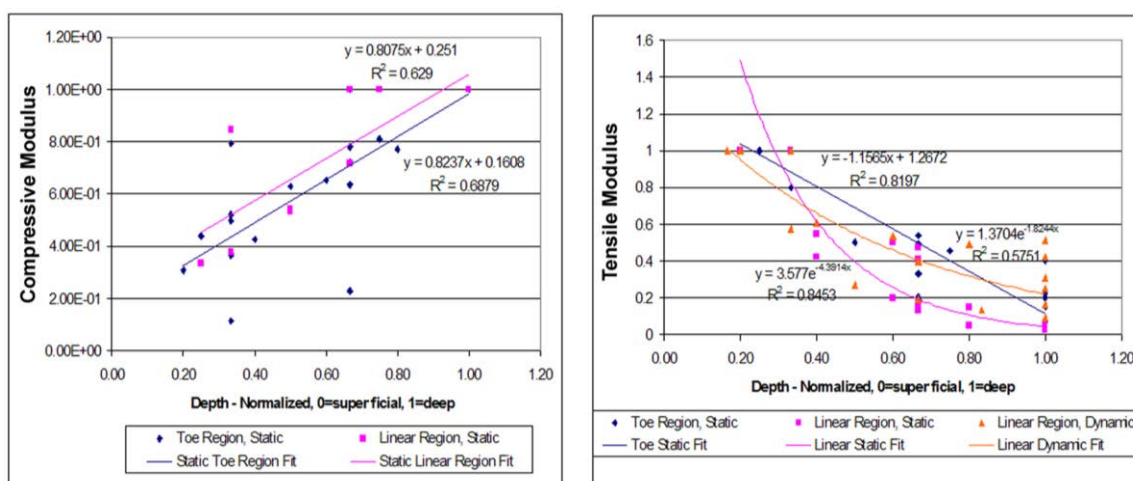 1.20E+00
1.00E+00
8.00E-01
6.00E-01
4.00E-01
2.00E-01
0.00E+00
Compressive Modulus
y = 0.8075x + 0.251
R² = 0.629
y = 0.8237x + 0.1608
R² = 0.6879
0.00 0.20 0.40 0.60 0.80 1.00 1.20
Depth - Normalized, 0=superficial, 1=deep
Toe Region, Static Linear Region, Static
Static Toe Region Fit Static Linear Region Fit
1.6
1.4
1.2
1
0.8
0.6
0.4
0.2
0
Tensile Modulus
y = -1.1565x + 1.2672
R² = 0.8197
y = 1.3704e^-1.8244x
R² = 0.5751
y = 3.577e^-4.3914x
R² = 0.8453
0.00 0.20 0.40 0.60 0.80 1.00 1.20
Depth - Normalized, 0=super ficial, 1=deep
Toe Region, Static Linear Region, Static Linear Region, Dynamic
Toe Static Fit Linear Static Fit Linear Dynamic Fit